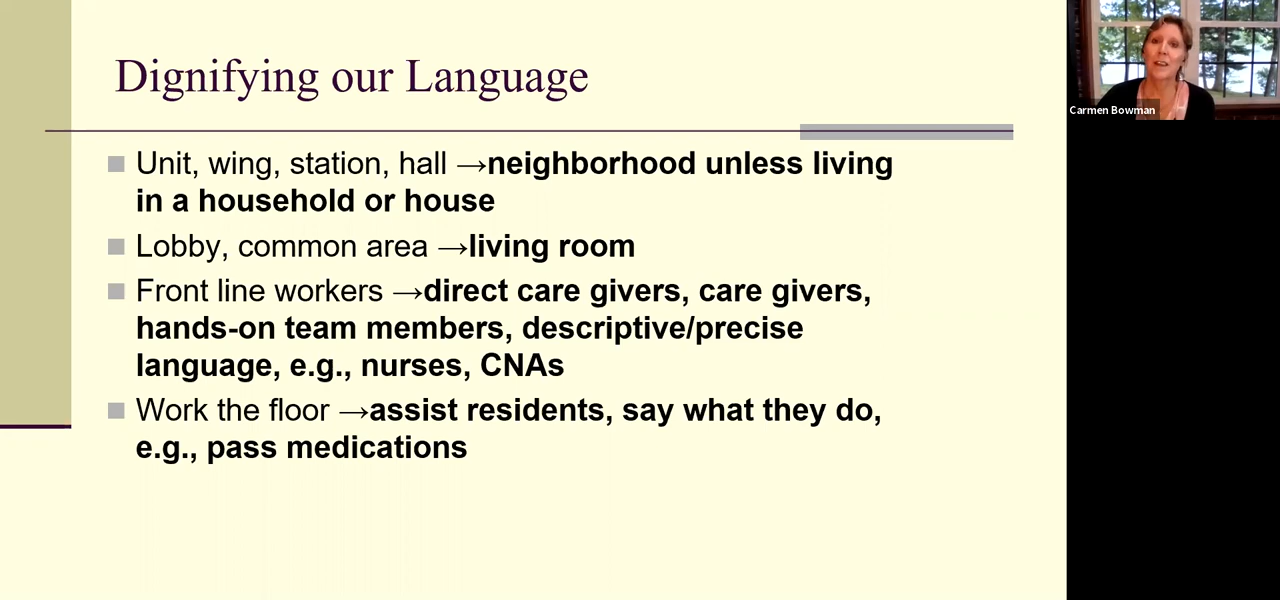 Dignifying our Language
Carmen Bowman
Unit, wing, station, hall →neighborhood unless living
in a household or house
Lobby, common area →living room
Front line workers →direct care givers, care givers,
hands-on team members, descriptive/precise
language, e.g., nurses, CNAs
Work the floor →assist residents, say what they do,
e.g., pass medications